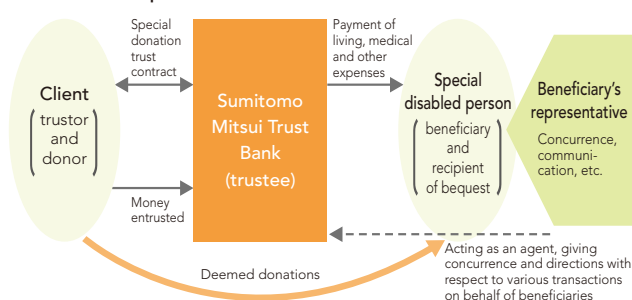 Special
donation
trust
contract
Payment of
living, medical
and other
expenses
Client
trustor
and
donor
Sumitomo
Mitsui Trust
Bank
(trustee)
Special
disabled person
beneficiary
and
recipient
of bequest
Beneficiary's
representative
Concurrence,
communi-
cation, etc.
Money
entrusted
Deemed donations
Acting as an agent, giving
concurrence and directions with
respect to various transactions
on behalf of beneficiaries